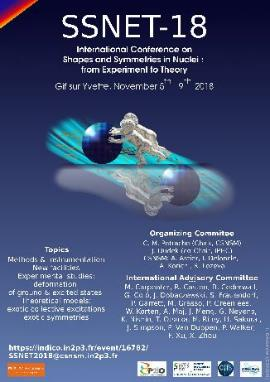 SSNET-18
International Conference on
Shapes and Symmetries in Nuclei :
from Experiment to Theory
Gif sur Yvette, November 5th 9th 2018
Organizing Committee
C. M. Petrache (Chair, CSNSM)
J. Dudek (co-Chair, IPHC)
CSNSM: A. Astier, I. Deloncle,
A. Korichi, R. Lozeva
Topics
Methods & instrumentation
New facilities
Experimental studies:
deformation
of ground & excited states
Theoretical models:
exotic collective excitations
exotic symmetries
International Advisory Committee
M. Carpenter, R. Casten, B. Cederwall,
G. Colò, J. Dobaczewski, S. Frauendorf,
P. Garrett, M. Grasso, P. Greenlees,
W. Korten, A. Maj, J. Meng, G. Neyens,
K. Nishio, T. Otsuka, M. Riley, H. Sakurai,
J. Simpson, P. Van Duppen, P. Walker,
F. Xu, X. Zhou
https://indico.in2p3.fr/event/16782/
SSNET2018@csnsm.in2p3.fr